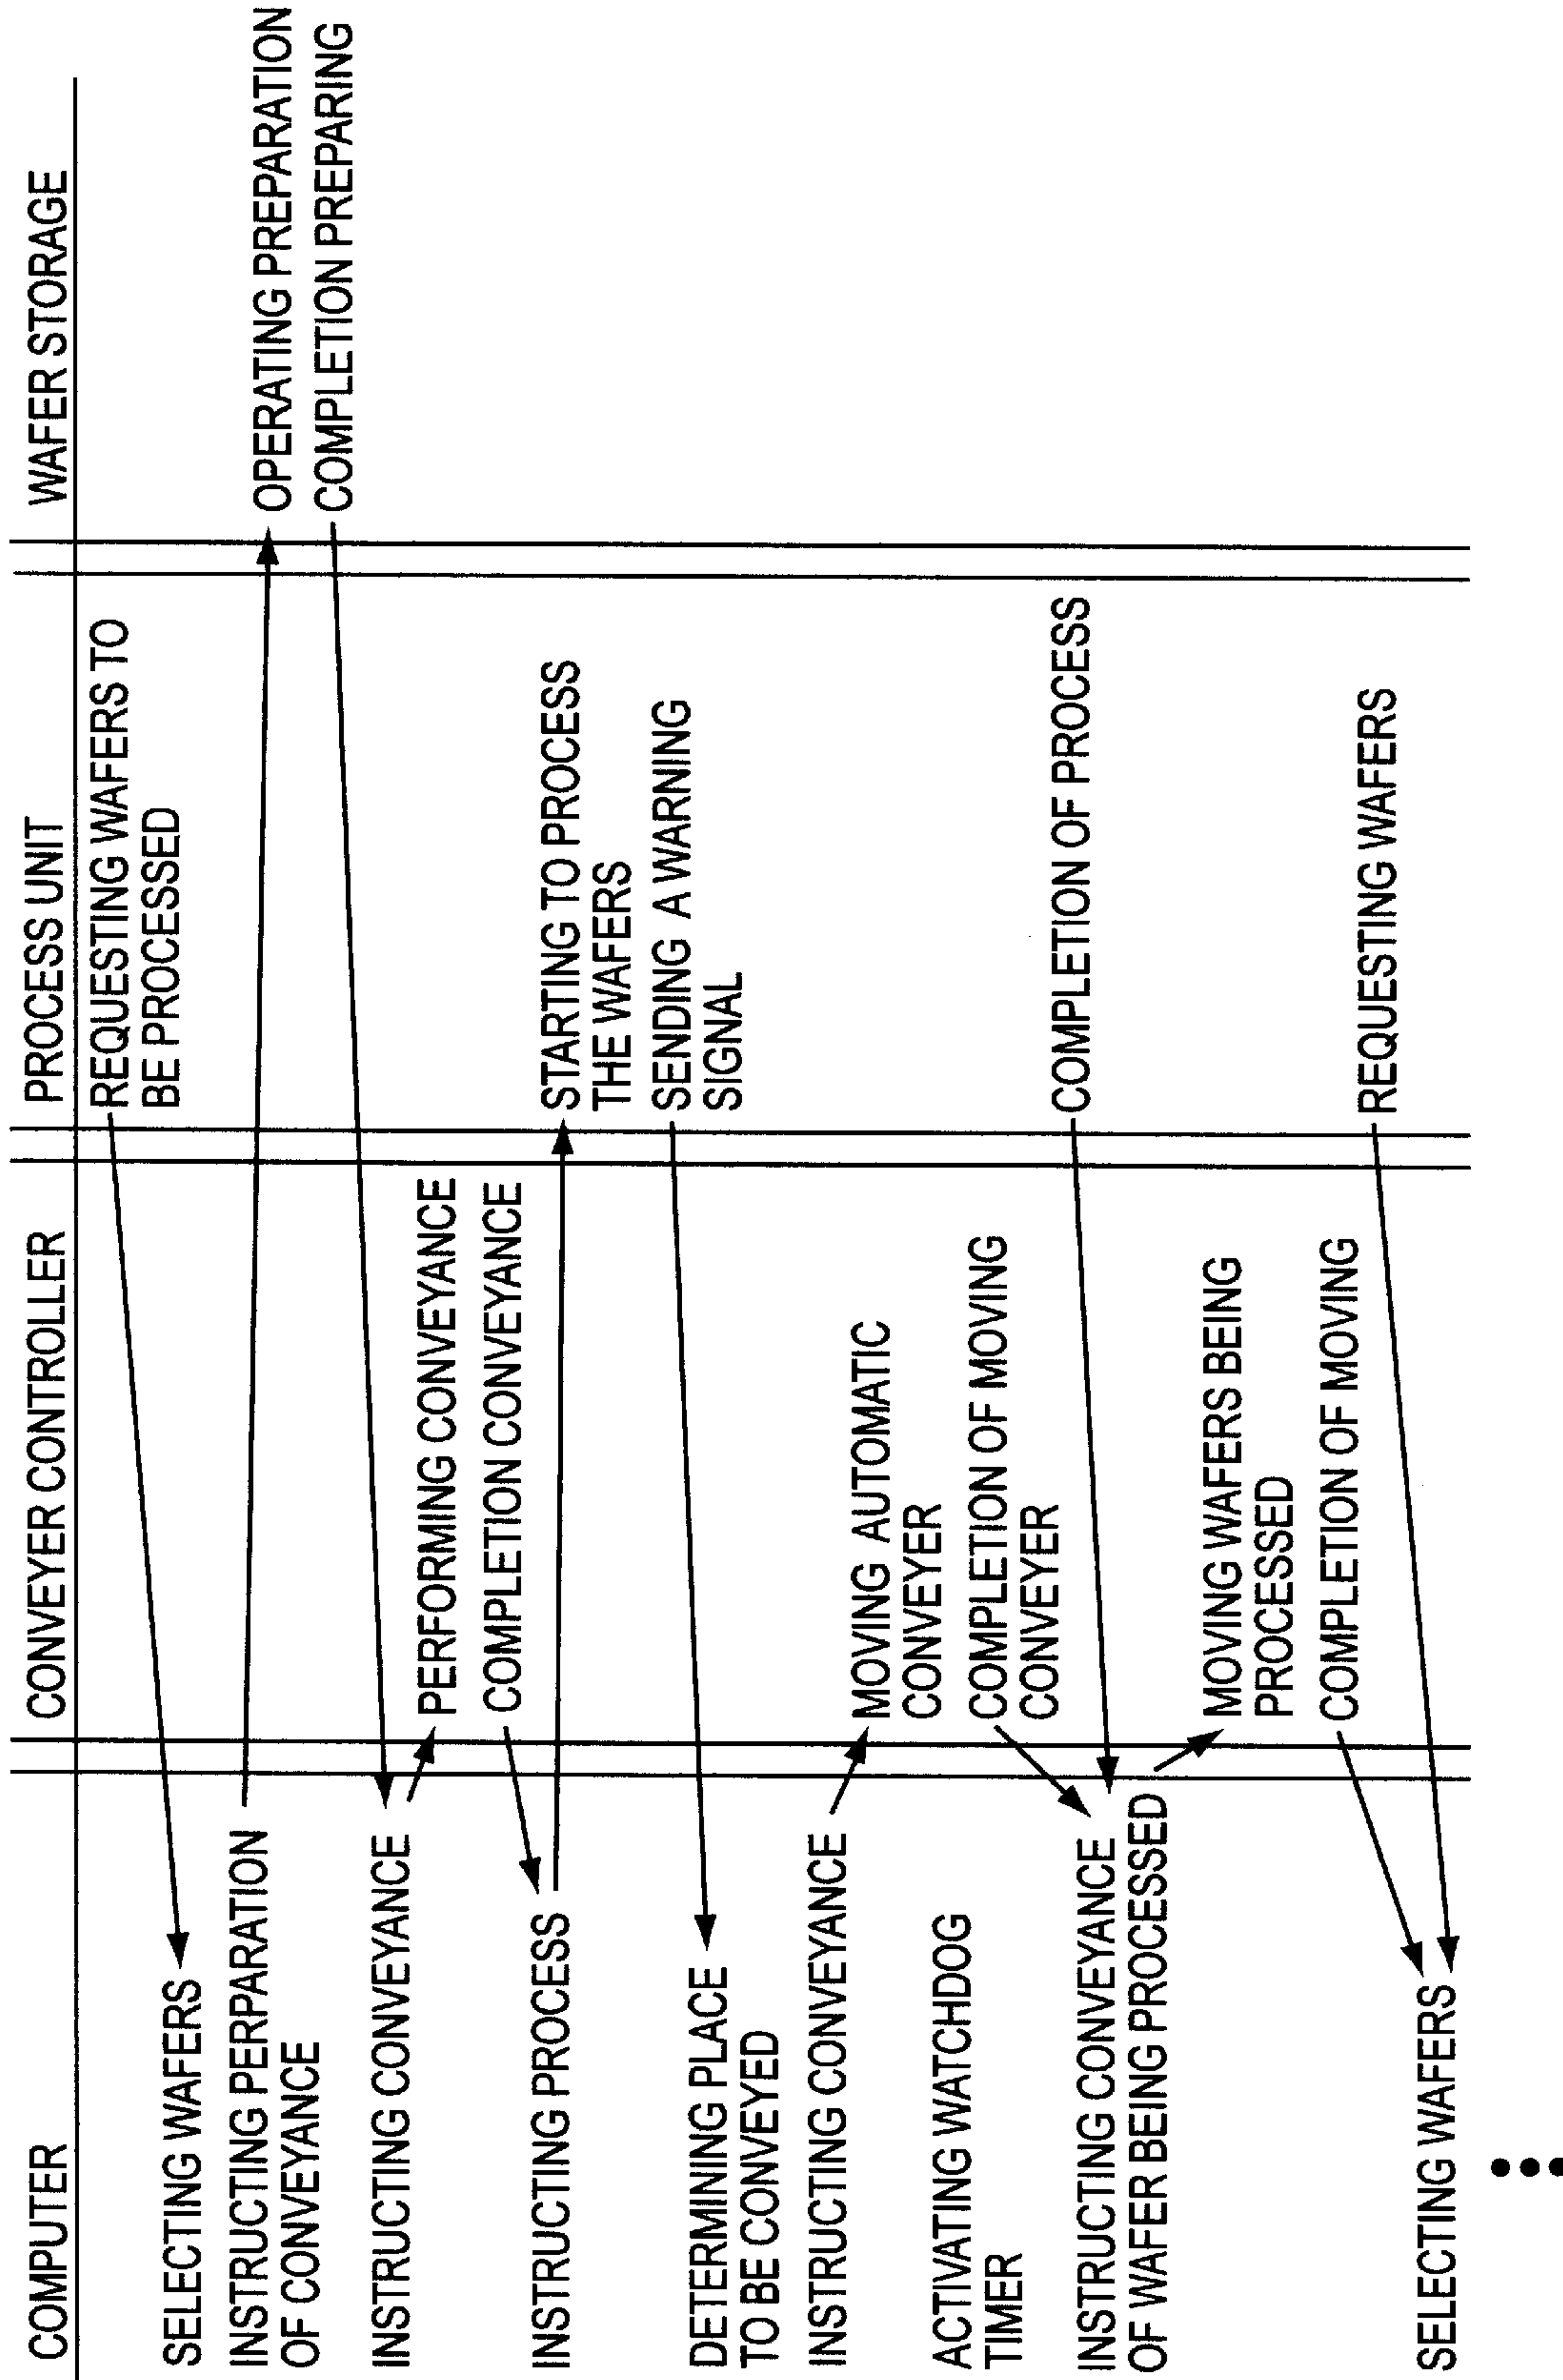 COMPUTER
CONVEYER CONTROLLER
PROCESS UNIT
WAFER STORAGE
REQUESTING WAFERS TO
BE PROCESSED
SELECTING WAFERS
INSTRUCTING PERPARATION
OF CONVEYANCE
OPERATING PREPARATION
COMPLETION PREPARING
INSTRUCTING CONVEYANCE
PERFORMING CONVEYANCE
COMPLETION CONVEYANCE
INSTRUCTING PROCESS
STARTING TO PROCESS
THE WAFERS
SENDING A WARNING
SIGNAL
DETERMINING PLACE
TO BE CONVEYED
INSTRUCTING CONVEYANCE
MOVING AUTOMATIC
CONVEYER
ACTIVATING WATCHDOG
TIMER
COMPLETION OF MOVING
CONVEYER
COMPLETION OF PROCESS
INSTRUCTING CONVEYANCE
OF WAFER BEING PROCESSED
MOVING WAFERS BEING
PROCESSED
COMPLETION OF MOVING
REQUESTING WAFERS
SELECTING WAFERS